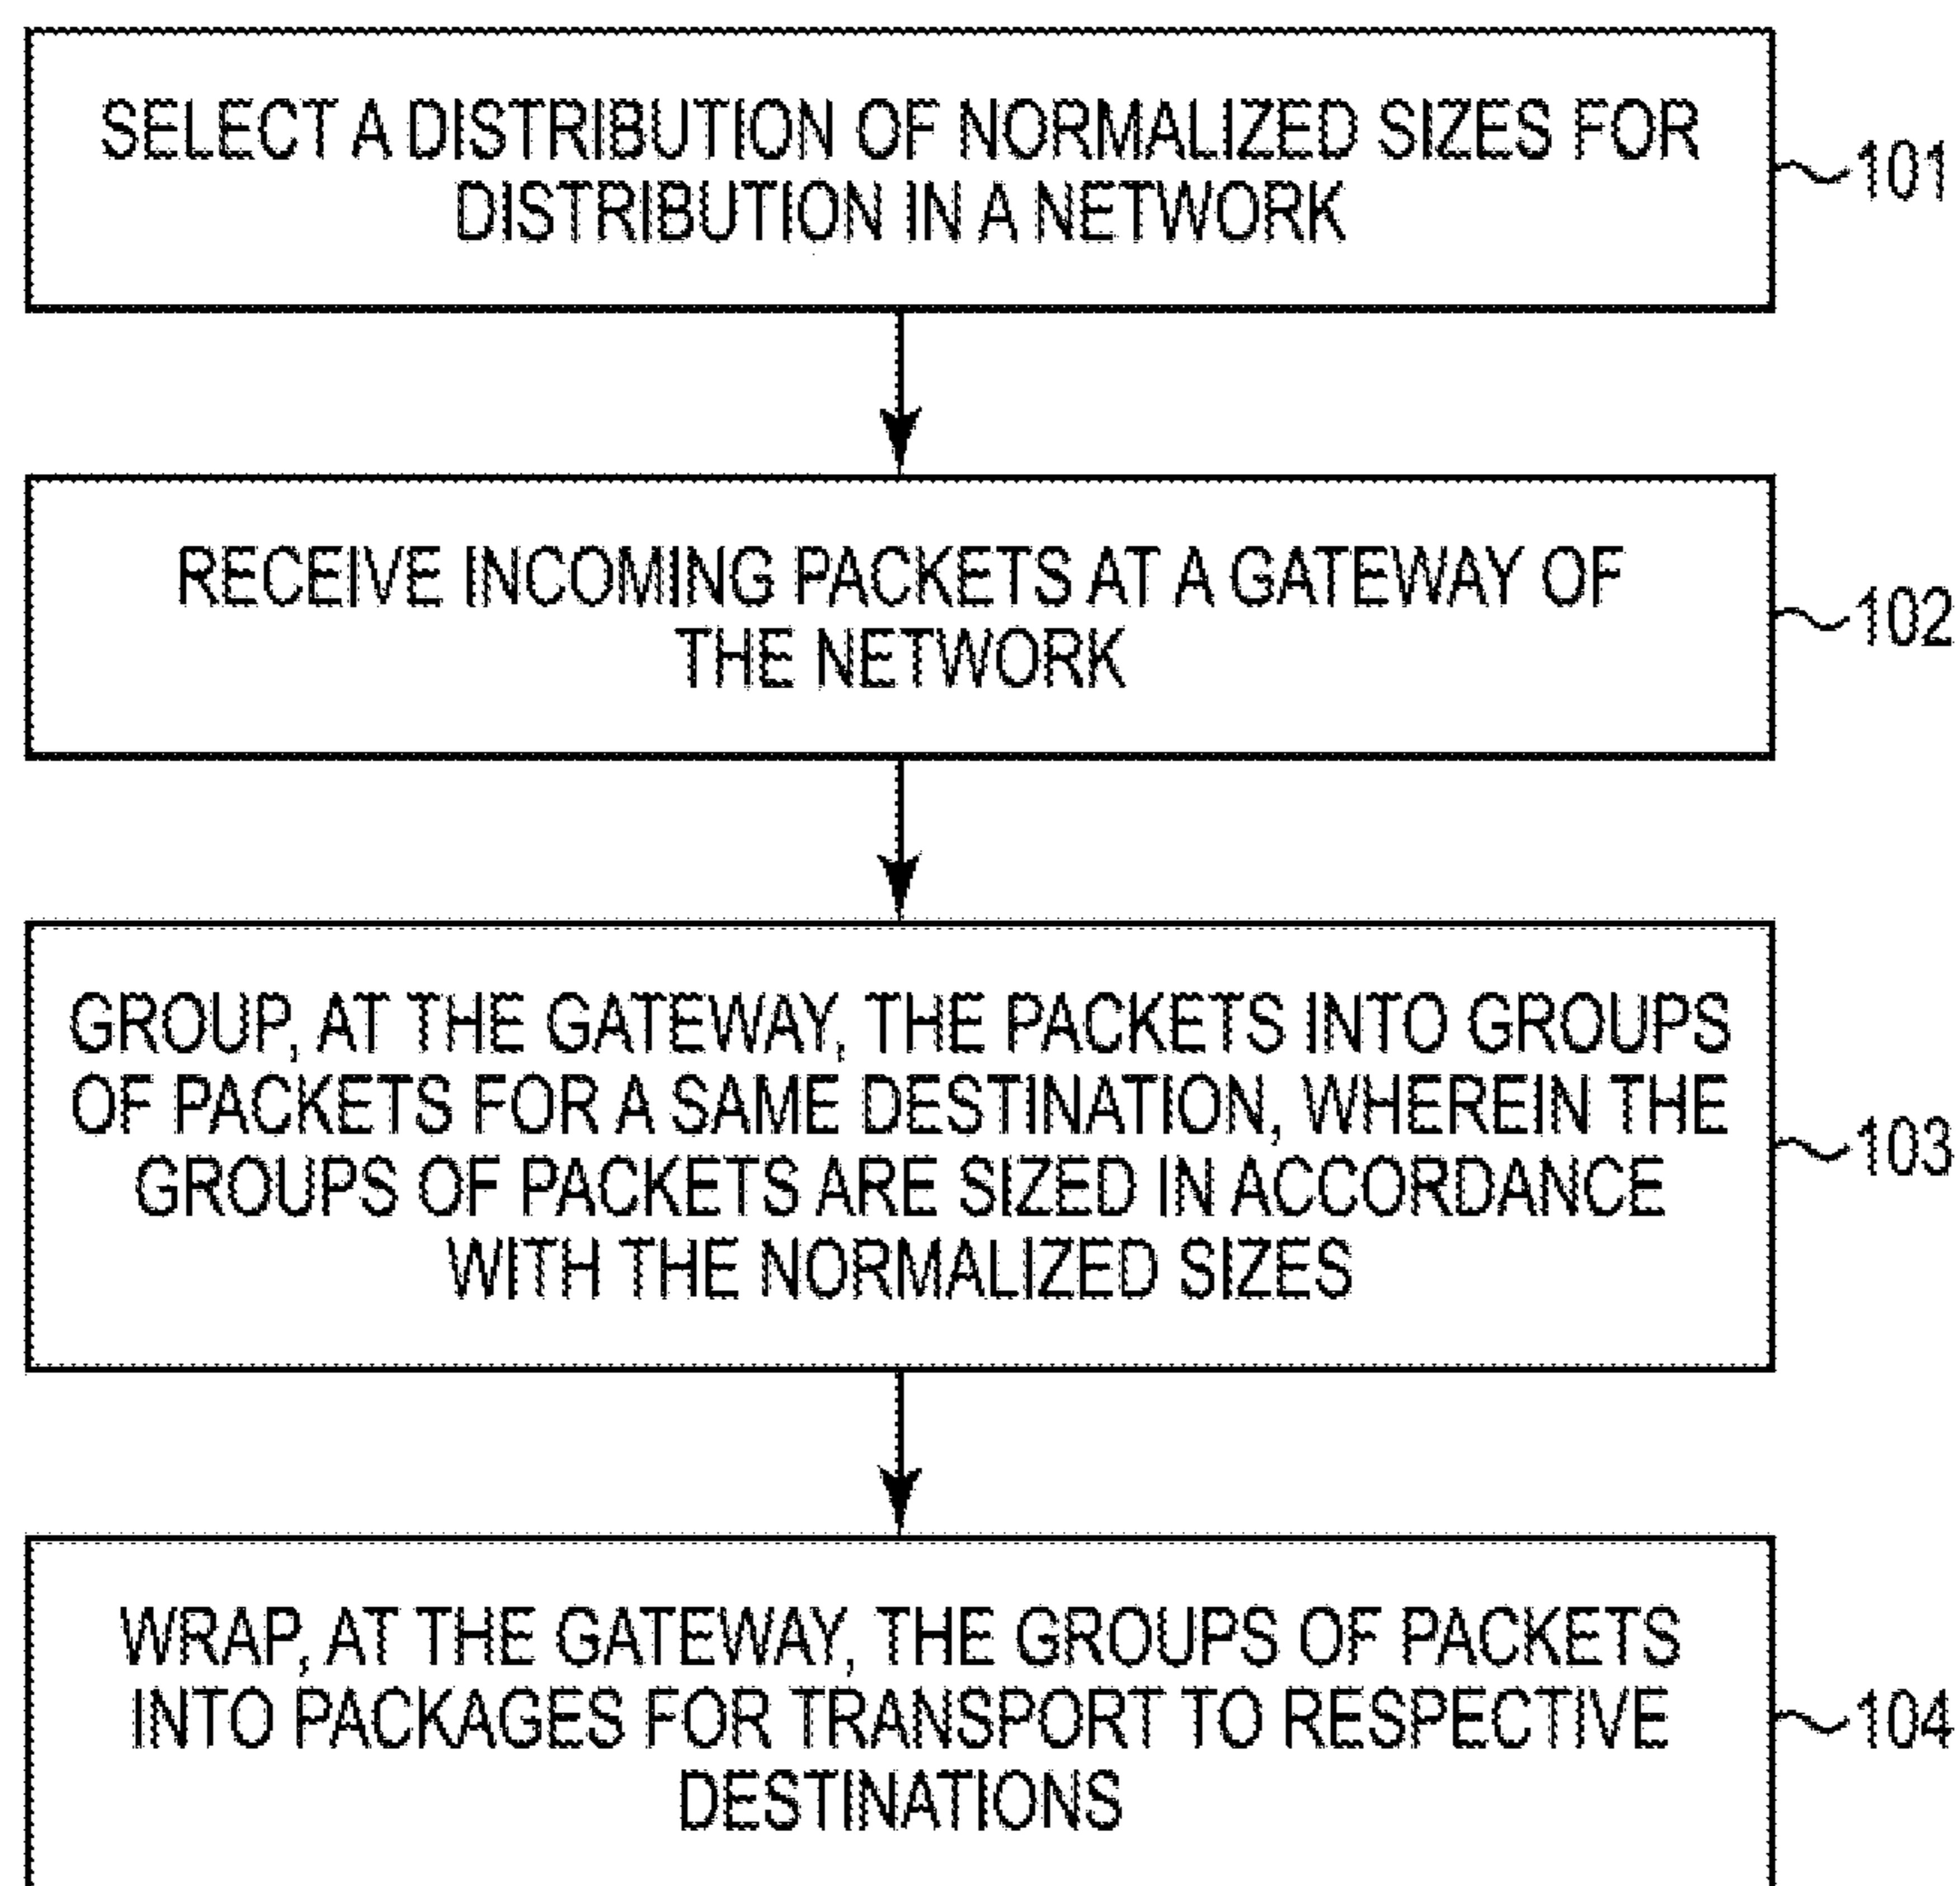 SELECT A DISTRIBUTION OF NORMALIZED SIZES FOR
DISTRIBUTION IN A NETWORK
101
RECEIVE INCOMING PACKETS AT A GATEWAY OF
THE NETWORK
102
GROUP, AT THE GATEWAY, THE PACKETS INTO GROUPS
OF PACKETS FOR A SAME DESTINATION, WHEREIN THE
GROUPS OF PACKETS ARE SIZED IN ACCORDANCE
WITH THE NORMALIZED SIZES
103
WRAP, AT THE GATEWAY, THE GROUPS OF PACKETS
INTO PACKAGES FOR TRANSPORT TO RESPECTIVE
DESTINATIONS
104